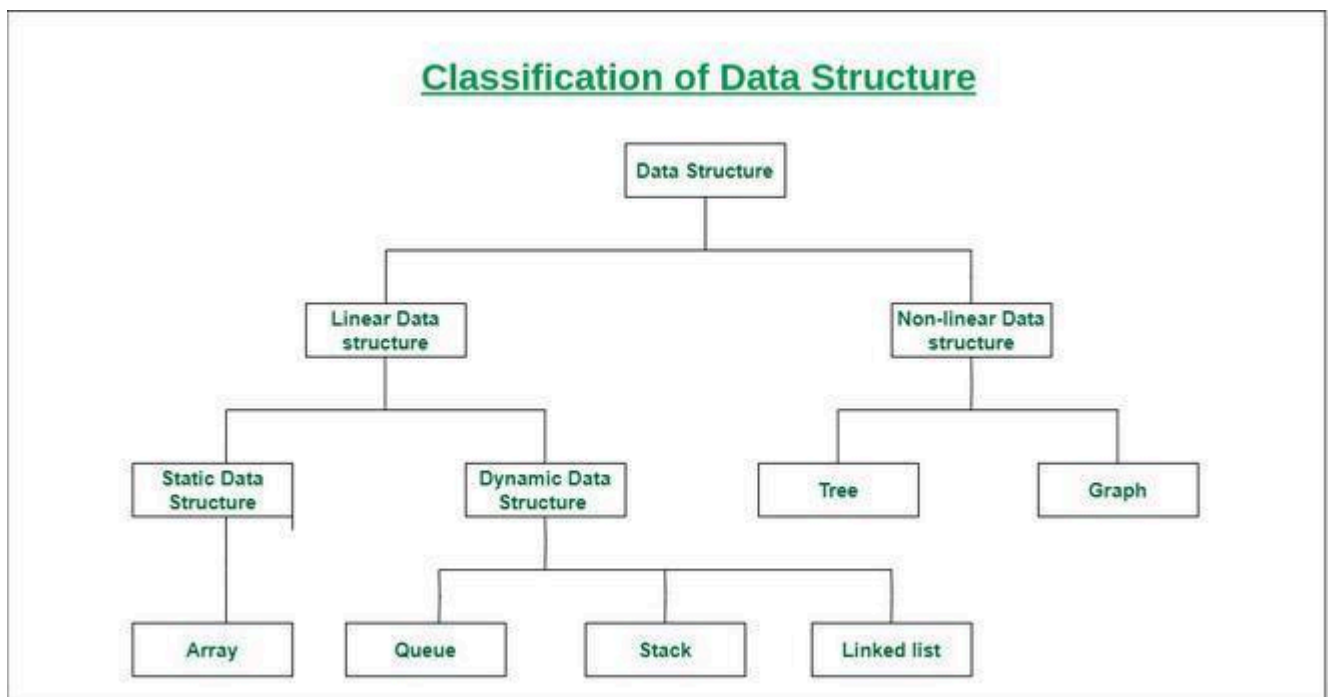 Classification of Data Structure
Data Structure
Linear Data
structure
Non-linear Data
structure
Static Data
Structure
Dynamic Data
Structure
Tree
Graph
Array
Queue
Stack
Linked list